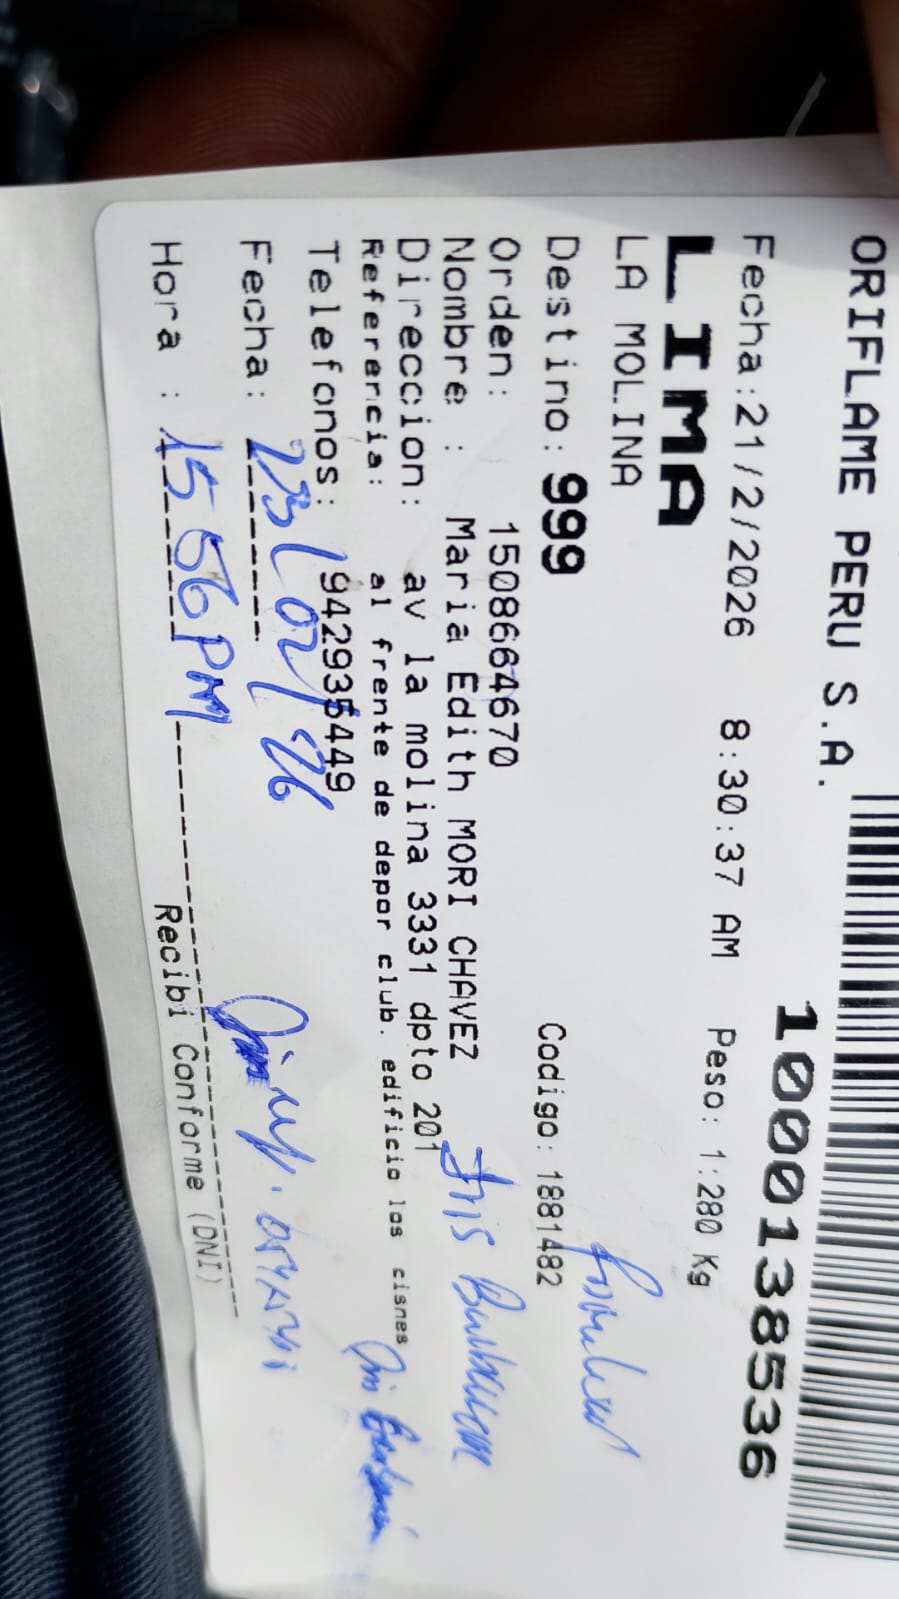 ORIFLAME PERU S.A.
1000138536
Fecha:21/2/2026 8:30:37 AM Peso: 1.280 Kg
LIMA
LA MOLINA
Destino: 999 Codigo: 1881482
Orden: 15086664670
Nombre : Maria Edith MORI CHAVEZ
Direccion: av la molina 3331 dpto 201
Referencia: al frente de depor club. edificio los cisnes
Telefonos: 942935449
Fecha: 23/02/26
Hora : 15 56 PM
Recibi Conforme (DNI)